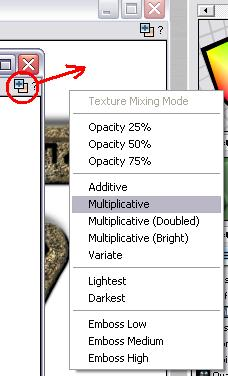 ?
?
Texture Mixing Mode
Opacity 25%
Opacity 50%
Opacity 75%
Additive
Multiplicative
Multiplicative (Doubled)
Multiplicative (Bright)
Variate
Lightest
Darkest
Emboss Low
Emboss Medium
Emboss High